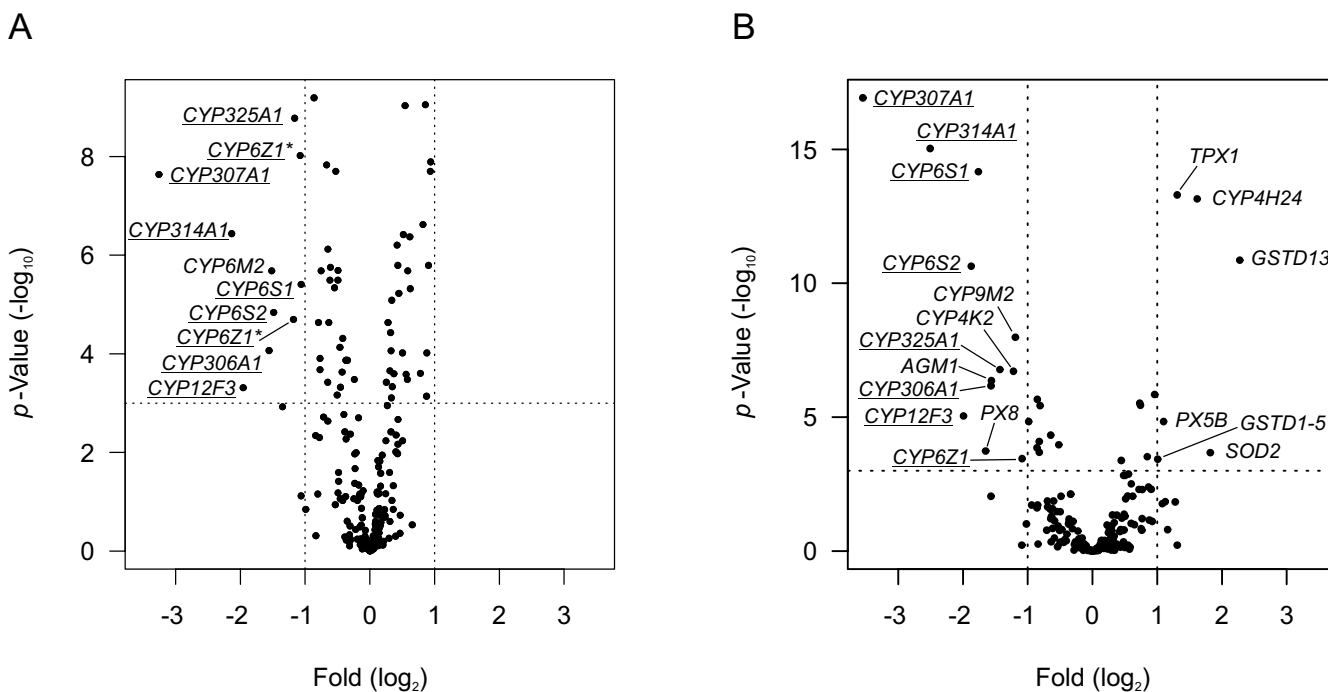 A
CYP325A1
CYP6Z1*
CYP307A1
CYP314A1
CYP6M2
CYP6S1
CYP6S2
CYP6Z1*
CYP306A1
CYP12F3
p-Value (-log10)
0
2
4
6
8
-3
-2
-1
0
1
2
3
Fold (log2)
B
CYP307A1
CYP314A1
CYP6S1
TPX1
CYP4H24
GSTD13
CYP6S2
CYP9M2
CYP4K2
CYP325A1
AGM1
CYP306A1
CYP12F3
PX8
PX5B
GSTD1-5
SOD2
CYP6Z1
p-Value (-log10)
0
5
10
15
-3
-2
-1
0
1
2
3
Fold (log2)